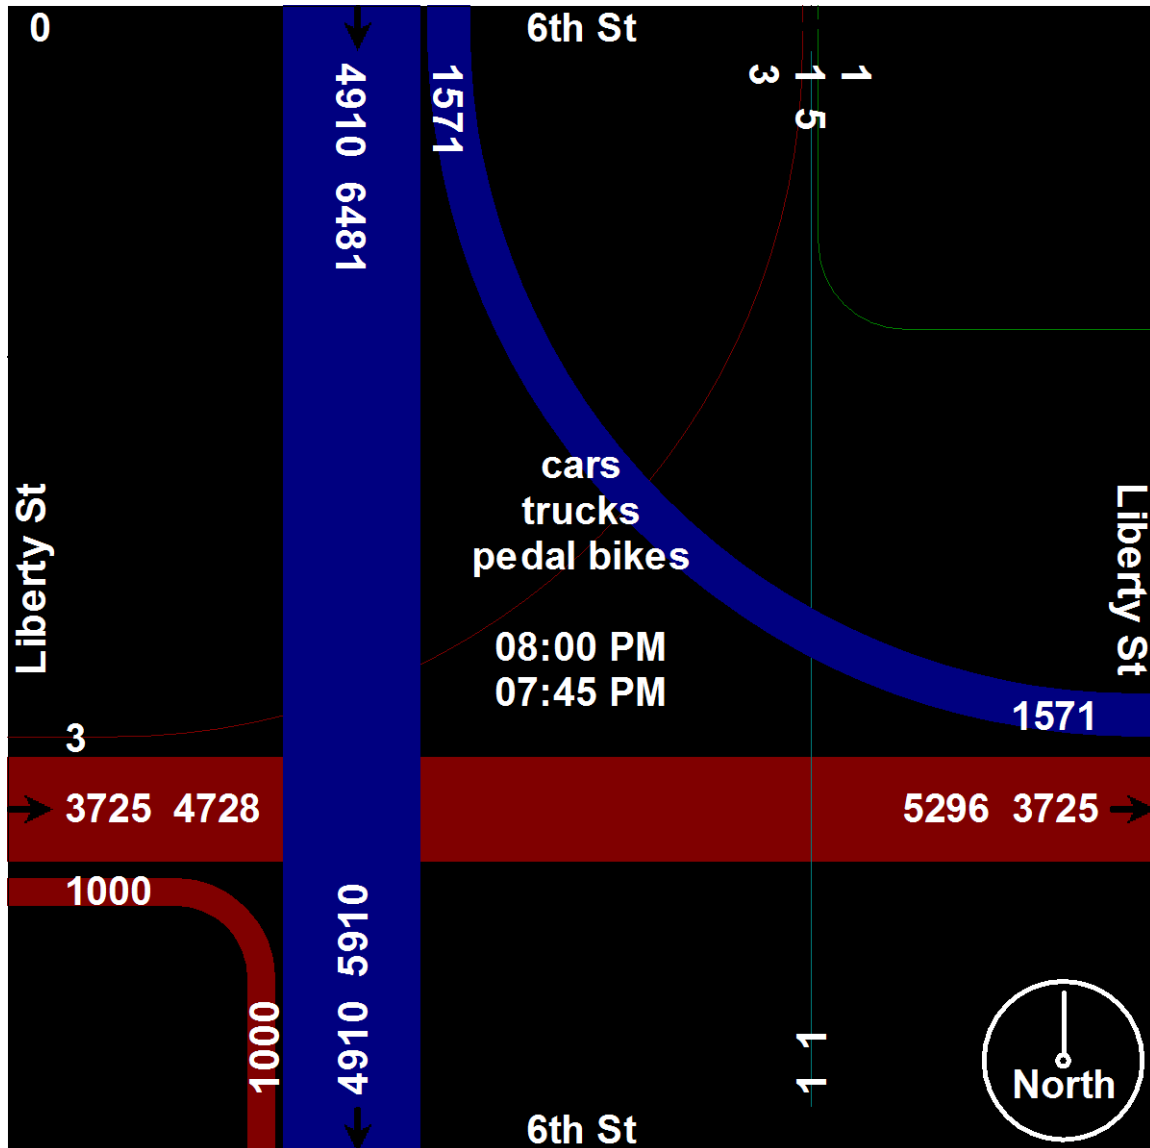 0
6th St
4910 6481
1571
3
1
5
1
Liberty St
cars
trucks
pedal bikes
08:00 PM
07:45 PM
Liberty St
1571
3
3725 4728
5296 3725
1000
1000
4910 5910
1 1
North
6th St